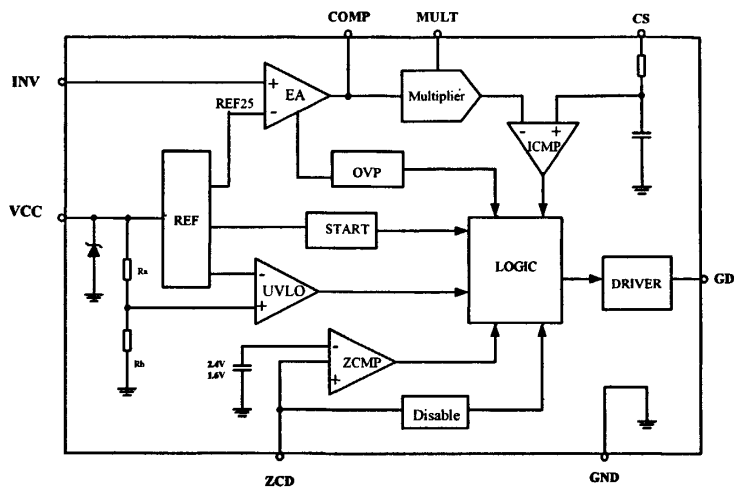 COMP
MULT
CS
INV
+
EA
-
REF25
Multiplier
- +
ICMP
OVP
VCC
REF
START
LOGIC
Ra
-
UVLO
+
DRIVER
GD
Rb
2.4V
1.6V
-
ZCMP
+
Disable
ZCD
GND